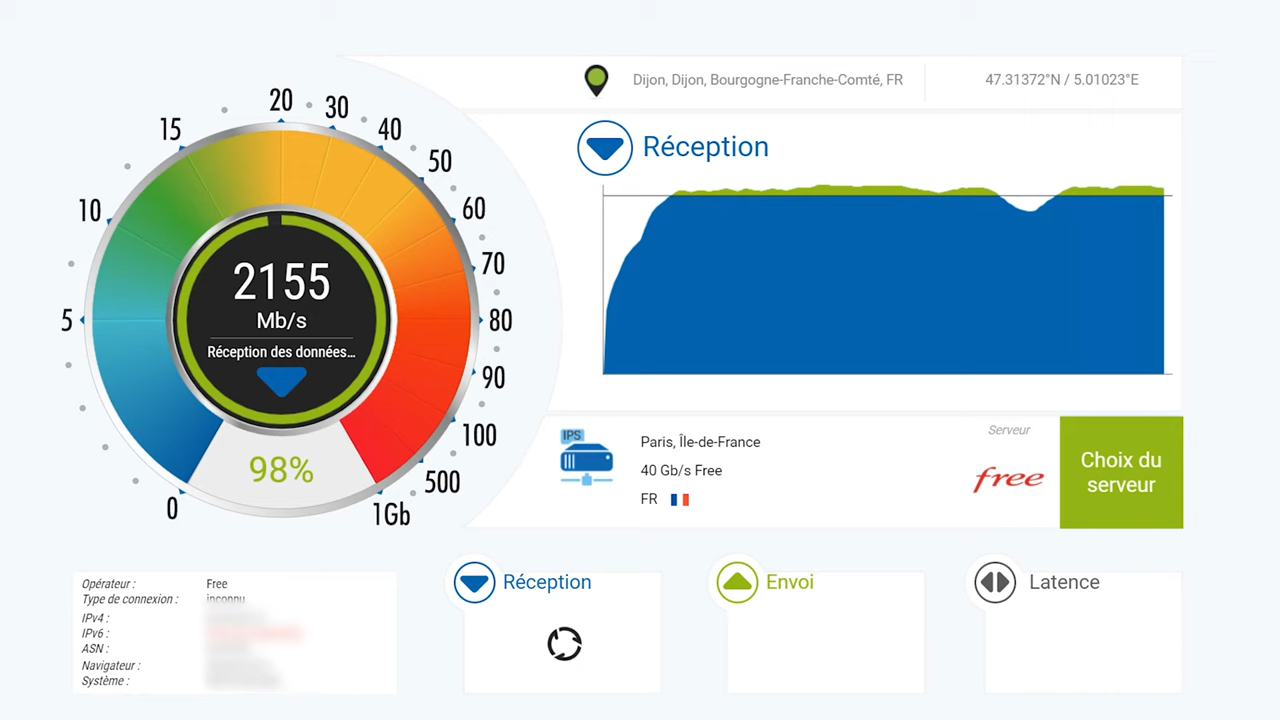 Dijon, Dijon, Bourgogne-Franche-Comté, FR
47.31372°N / 5.01023°E
0
5
10
15
20
30
40
50
60
70
80
90
100
500
1Gb
2155
Mb/s
Réception des données...
98%
Réception
IPS
Paris, Île-de-France
40 Gb/s Free
FR
Serveur
free
Choix du
serveur
Opérateur : Free
Type de connexion : inconnu
IPv4 :
IPv6 :
ASN :
Navigateur :
Système :
Réception
Envoi
Latence